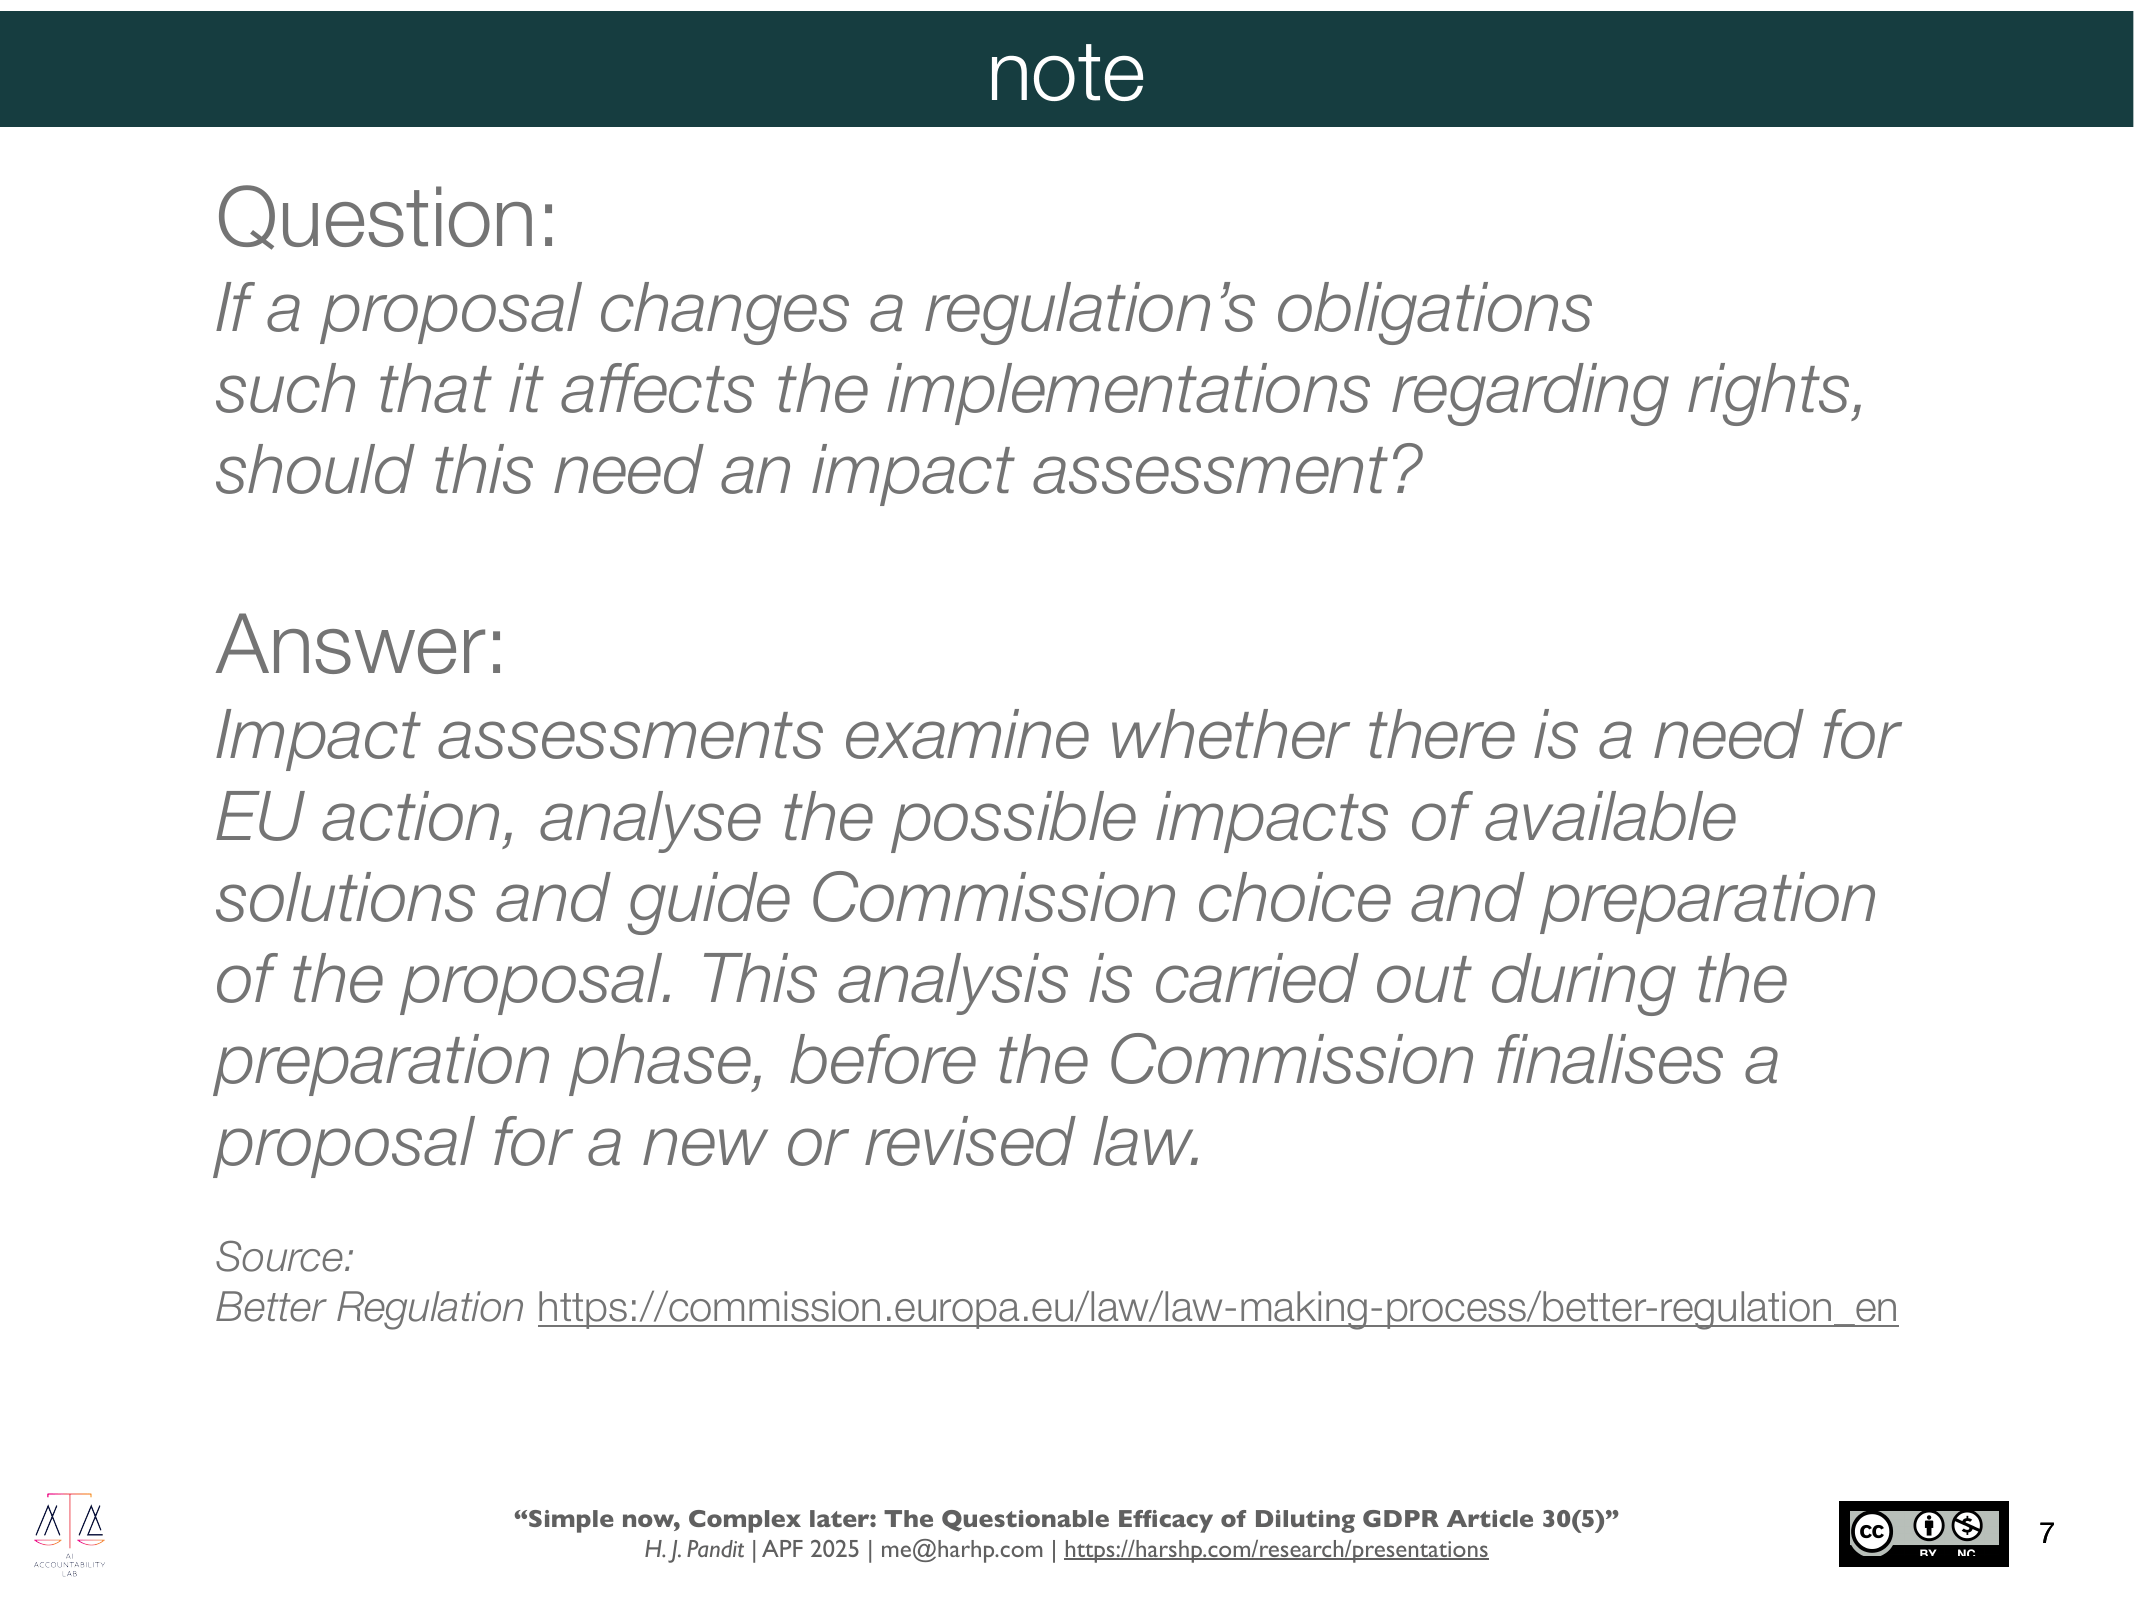 note
Question:
If a proposal changes a regulation’s obligations
such that it affects the implementations regarding rights,
should this need an impact assessment?
Answer:
Impact assessments examine whether there is a need for
EU action, analyse the possible impacts of available
solutions and guide Commission choice and preparation
of the proposal. This analysis is carried out during the
preparation phase, before the Commission finalises a
proposal for a new or revised law.
Source:
Better Regulation https://commission.europa.eu/law/law-making-process/better-regulation_en
AI
ACCOUNTABILITY
LAB
“Simple now, Complex later: The Questionable Efficacy of Diluting GDPR Article 30(5)”
H. J. Pandit | APF 2025 | me@harhp.com | https://harshp.com/research/presentations
cc
BY NC
7